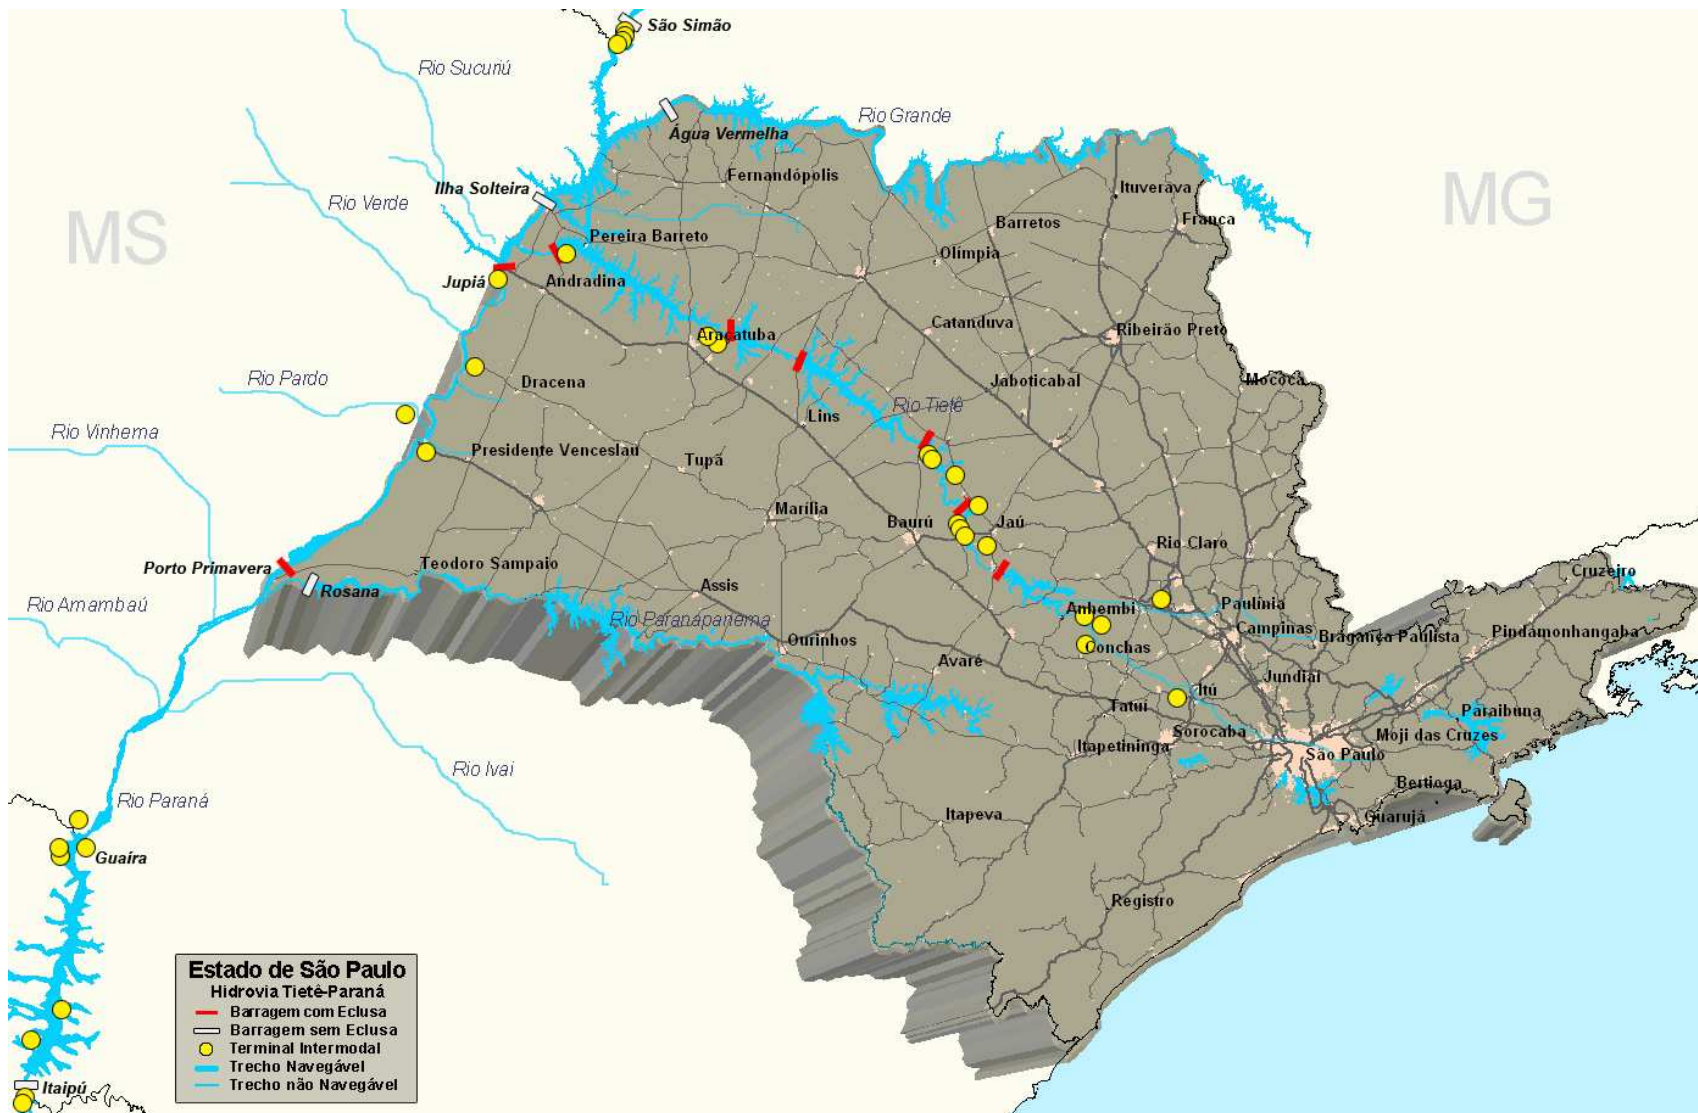 São Simão
Rio Sucuriú
Rio Grande
Água Vermelha
Fernandópolis
Ilha Solteira
Ituverava
MG
Rio Verde
MS
Barretos
Franca
Pereira Barreto
Olímpia
Jupiá
Andradina
Catanduva
Araçatuba
Ribeirão Preto
Rio Pardo
Dracena
Jaboticabal
Mococa
Rio Tietê
Lins
Rio Vinhema
Presidente Venceslau
Tupã
Marília
Baurú
Jaú
Rio Claro
Porto Primavera
Teodoro Sampaio
Cruzeiro
Rosana
Assis
Rio Amambaú
Anhembi
Paulínia
Rio Paranapanema
Campinas
Pindamonhangaba
Ourinhos
Bragança Paulista
Conchas
Avaré
Jundiáí
Itú
Tatuí
Paraibuna
Sorocaba
Moji das Cruzes
Itapetininga
São Paulo
Rio Ivai
Bertioga
Rio Paraná
Itapeva
Guarujá
Guaíra
Registro
Estado de São Paulo
Hidrovia Tietê-Paraná
Barragem com Eclusa
Barragem sem Eclusa
Terminal Intermodal
Trecho Navegável
Trecho não Navegável
Itaipú